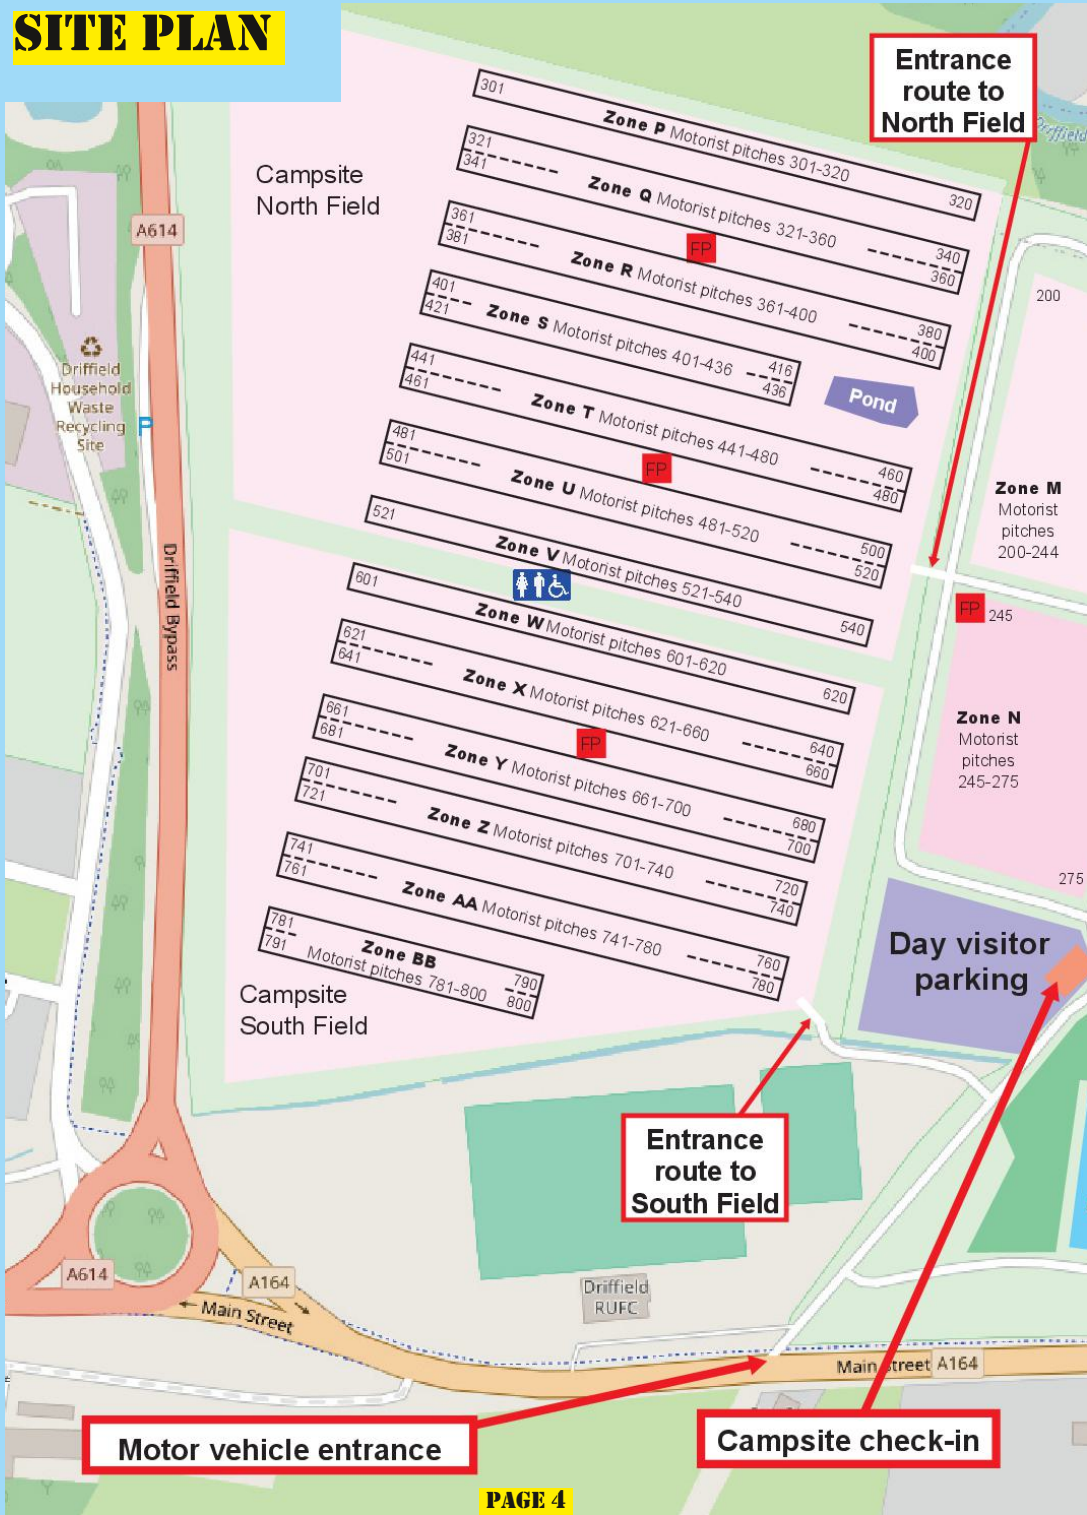 SITE PLAN
Entrance
route to
North Field
Driffield
301
Zone P Motorist pitches 301-320
320
Campsite
North Field
321
341
Zone Q Motorist pitches 321-360
340
360
A614
FP
361
381
Zone R Motorist pitches 361-400
380
400
200
401
421
Zone S Motorist pitches 401-436
416
436
Pond
Driffield
Household
Waste
Recycling
Site
P
441
461
Zone T Motorist pitches 441-480
460
480
FP
481
501
Zone U Motorist pitches 481-520
500
520
Zone M
Motorist
pitches
200-244
521
Zone V Motorist pitches 521-540
540
Driffield Bypass
601
Zone W Motorist pitches 601-620
620
FP 245
621
641
Zone X Motorist pitches 621-660
640
660
Zone N
Motorist
pitches
245-275
FP
661
681
Zone Y Motorist pitches 661-700
680
700
701
721
Zone Z Motorist pitches 701-740
720
740
275
741
761
Zone AA Motorist pitches 741-780
760
780
781
791
Zone BB
Motorist pitches 781-800
790
800
Day visitor
parking
Campsite
South Field
Entrance
route to
South Field
A614
A164
Main Street
Driffield
RUFC
Main Street A164
Motor vehicle entrance
Campsite check-in
PAGE 4